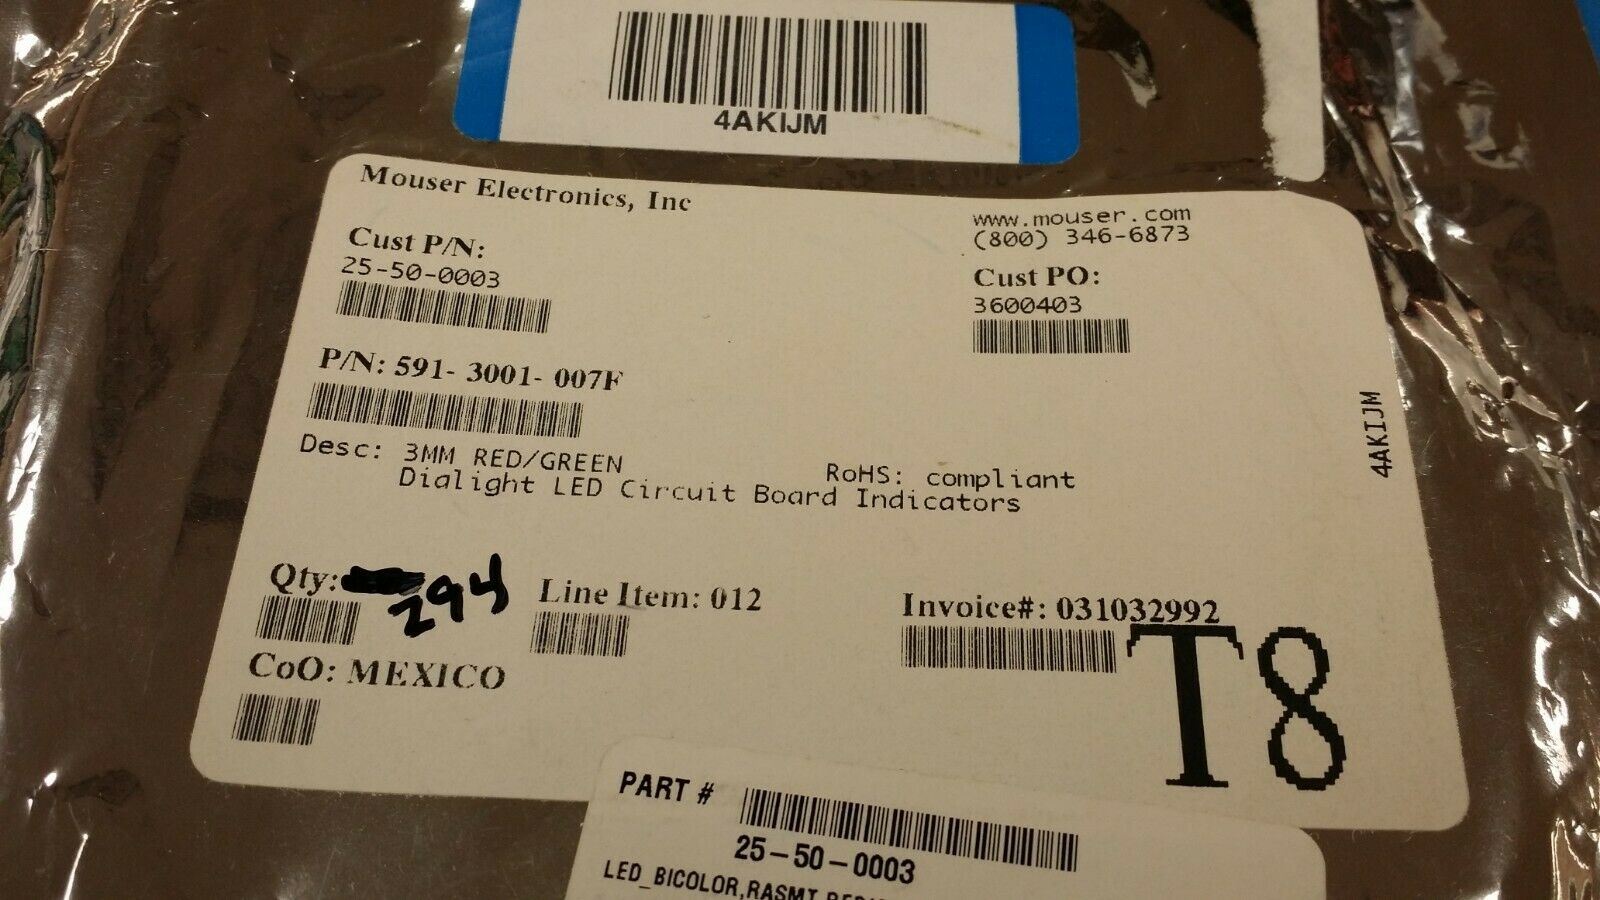 4AKIJM
Mouser Electronics, Inc
www.mouser.com
(800) 346-6873
Cust P/N:
25-50-0003
Cust PO:
3600403
P/N: 591- 3001- 007F
Desc: 3MM RED/GREEN
RoHS: compliant
Dialight LED Circuit Board Indicators
4AKIJM
Qty: 294
Line Item: 012
Invoice#: 031032992
CoO: MEXICO
T8
PART #
25-50-0003
LED_BICOLOR,RASMT